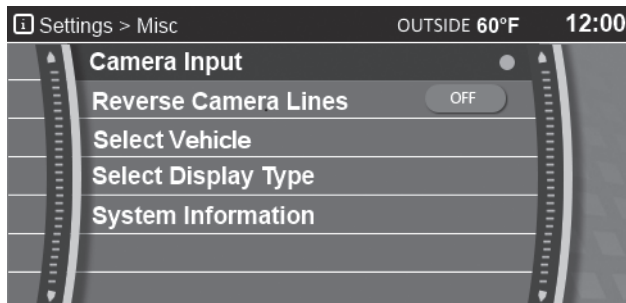 i Settings > Misc OUTSIDE 60°F 12:00
Camera Input
Reverse Camera Lines OFF
Select Vehicle
Select Display Type
System Information